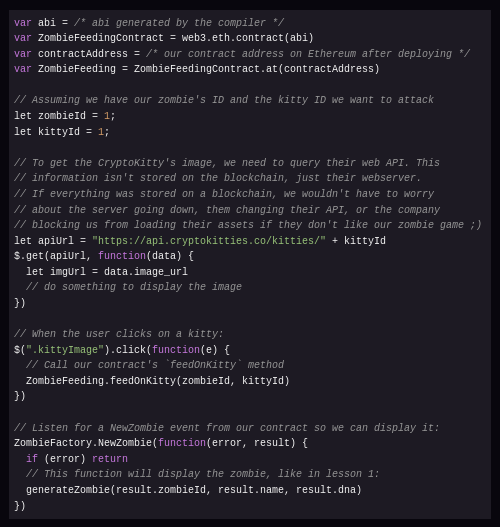 var abi = /* abi generated by the compiler */
var ZombieFeedingContract = web3.eth.contract(abi)
var contractAddress = /* our contract address on Ethereum after deploying */
var ZombieFeeding = ZombieFeedingContract.at(contractAddress)

// Assuming we have our zombie's ID and the kitty ID we want to attack
let zombieId = 1;
let kittyId = 1;

// To get the CryptoKitty's image, we need to query their web API. This
// information isn't stored on the blockchain, just their webserver.
// If everything was stored on a blockchain, we wouldn't have to worry
// about the server going down, them changing their API, or the company
// blocking us from loading their assets if they don't like our zombie game ;)
let apiUrl = "https://api.cryptokitties.co/kitties/" + kittyId
$.get(apiUrl, function(data) {
  let imgUrl = data.image_url
  // do something to display the image
})

// When the user clicks on a kitty:
$(".kittyImage").click(function(e) {
  // Call our contract's `feedOnKitty` method
  ZombieFeeding.feedOnKitty(zombieId, kittyId)
})

// Listen for a NewZombie event from our contract so we can display it:
ZombieFactory.NewZombie(function(error, result) {
  if (error) return
  // This function will display the zombie, like in lesson 1:
  generateZombie(result.zombieId, result.name, result.dna)
})